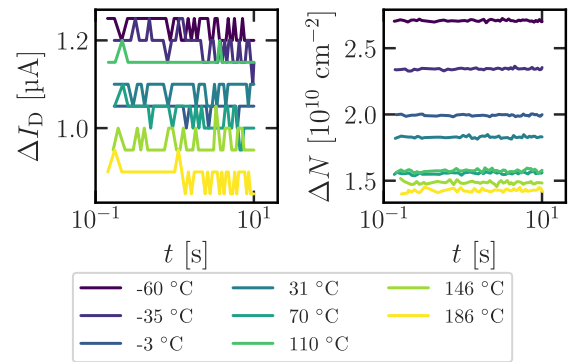 1.2
1.0
ΔI_D [µA]
10^−1
10^1
t [s]
2.5
2.0
1.5
ΔN [10^10 cm^−2]
10^−1
10^1
t [s]
-60 °C
-35 °C
-3 °C
31 °C
70 °C
110 °C
146 °C
186 °C